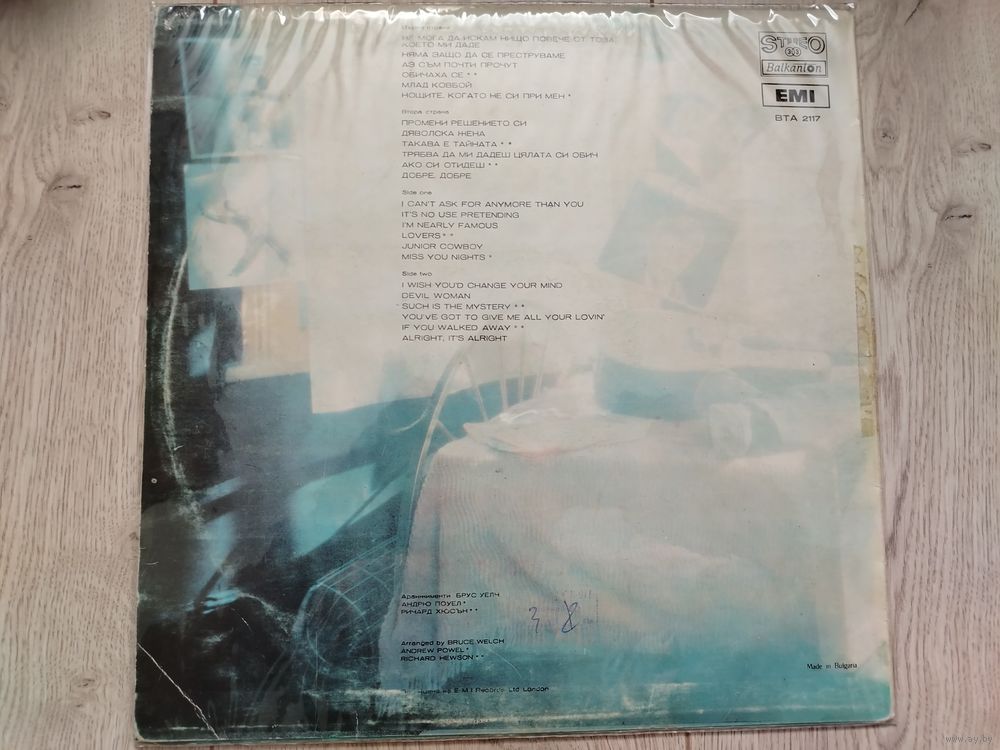 НЕ МОГА ДА ИСКАМ НИЩО ПОВЕЧЕ ОТ ТОВА,
КОЕТО МИ ДАДЕ
НЯМА ЗАЩО ДА СЕ ПРЕСТРУВАМЕ
АЗ СЪМ ПОЧТИ ПРОЧУТ
ОБИЧАХА СЕ * *
МЛАД КОВБОЙ
НОЩИТЕ, КОГАТО НЕ СИ ПРИ МЕН *
Втора страна
ПРОМЕНИ РЕШЕНИЕТО СИ
ДЯВОЛСКА ЖЕНА
ТАКАВА Е ТАЙНАТА * *
ТРЯБВА ДА МИ ДАДЕШ ЦЯЛАТА СИ ОБИЧ
АКО СИ ОТИДЕШ * *
ДОБРЕ, ДОБРЕ
Side one
I CAN'T ASK FOR ANYMORE THAN YOU
IT'S NO USE PRETENDING
I'M NEARLY FAMOUS
LOVERS * *
JUNIOR COWBOY
MISS YOU NIGHTS *
Side two
I WISH YOU'D CHANGE YOUR MIND
DEVIL WOMAN
SUCH IS THE MYSTERY * *
YOU'VE GOT TO GIVE ME ALL YOUR LOVIN'
IF YOU WALKED AWAY * *
ALRIGHT, IT'S ALRIGHT
STEREO
33
Balkanton
EMI
ВТА 2117
Аранжименти БРУС УЕЛЧ
АНДРЮ ПОУЕЛ *
РИЧАРД ХЮСЪН * *
Arranged by BRUCE WELCH
ANDREW POWEL *
RICHARD HEWSON * *
E M I Records Ltd London
Made in Bulgaria
www.ay.by